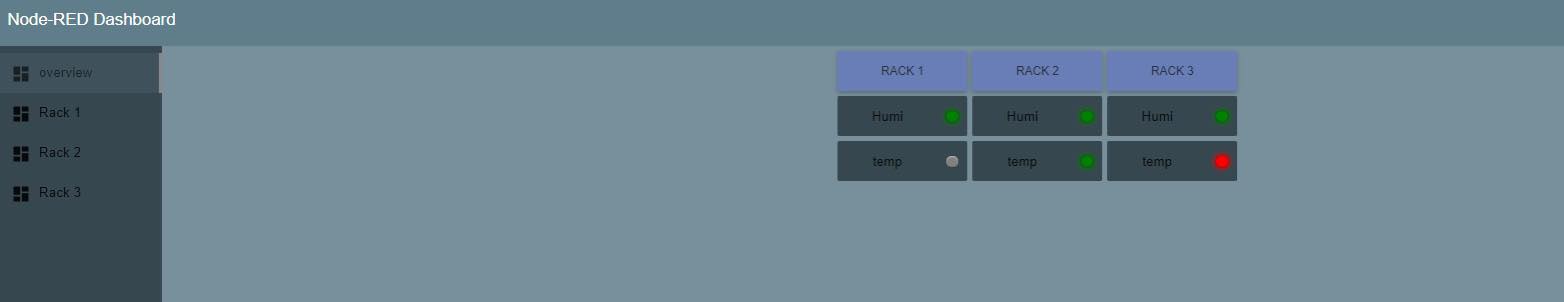 Node-RED Dashboard
overview
Rack 1
Rack 2
Rack 3
RACK 1 RACK 2 RACK 3
Humi Humi Humi
temp temp temp